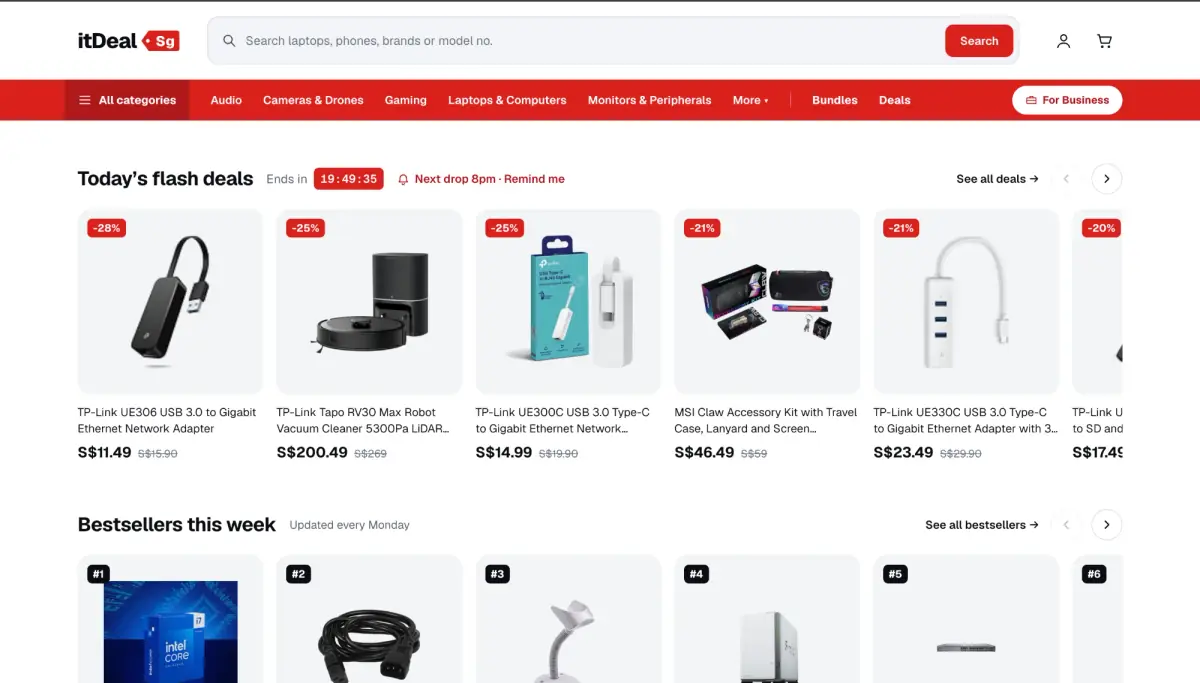 itDeal Sg
Search laptops, phones, brands or model no.
Search
All categories
Audio
Cameras & Drones
Gaming
Laptops & Computers
Monitors & Peripherals
More
Bundles
Deals
For Business
Today’s flash deals
Ends in
19:49:35
Next drop 8pm · Remind me
See all deals →
-28%
-25%
-25%
-21%
-21%
-20%
TP-Link UE306 USB 3.0 to Gigabit
Ethernet Network Adapter
S$11.49 S$15.90
TP-Link Tapo RV30 Max Robot
Vacuum Cleaner 5300Pa LiDAR…
S$200.49 S$269
TP-Link UE300C USB 3.0 Type-C
to Gigabit Ethernet Network…
S$14.99 S$19.90
MSI Claw Accessory Kit with Travel
Case, Lanyard and Screen…
S$46.49 S$59
TP-Link UE330C USB 3.0 Type-C
to Gigabit Ethernet Adapter with 3…
S$23.49 S$29.90
TP-Link U
to SD and
S$17.49
Bestsellers this week
Updated every Monday
See all bestsellers →
#1
#2
#3
#4
#5
#6
i7
intel
CORE